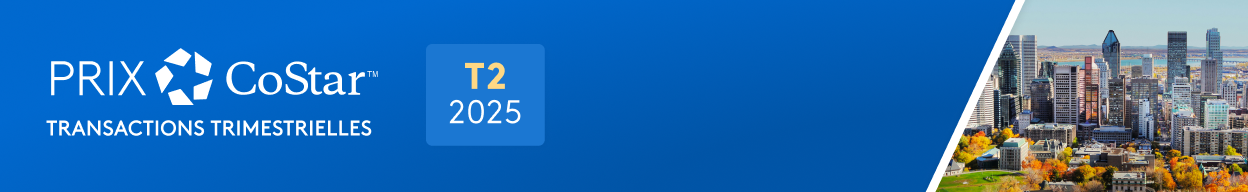 PRIX CoStar™
TRANSACTIONS TRIMESTRIELLES
T2
2025